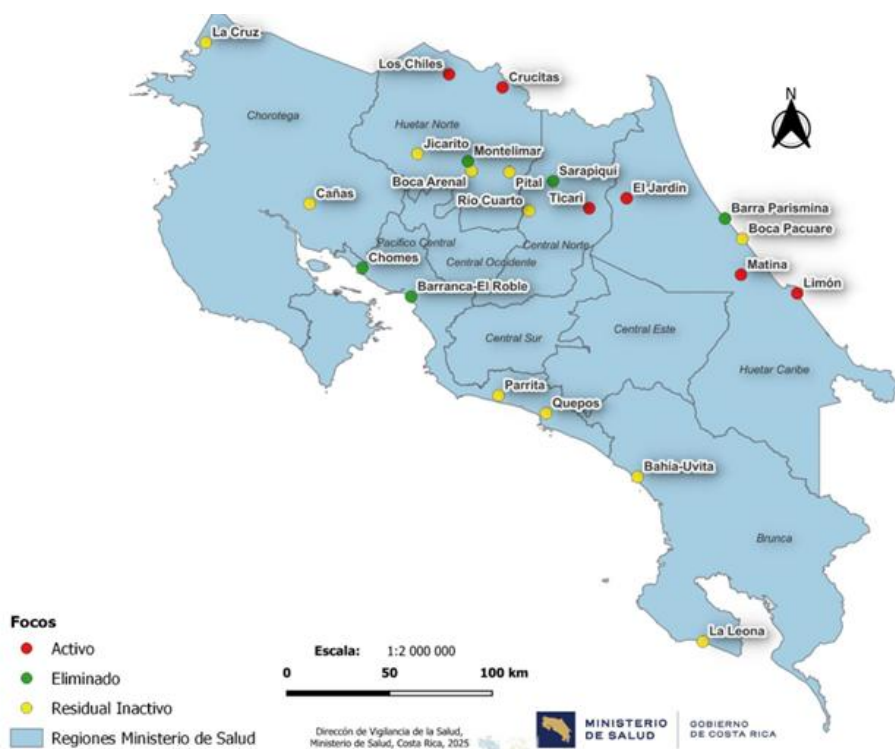 La Cruz
Los Chiles
Crucitas
N
Chorotega
Huetar Norte
Jicarito
Montelimar
Boca Arenal
Pital
Sarapiquí
Cañas
Río Cuarto
Ticari
El Jardín
Barra Parismina
Boca Pacuare
Pacifico Central
Central Norte
Chomes
Central Occidente
Matina
Limón
Barranca-El Roble
Central Sur
Central Este
Huetar Caribe
Parrita
Quepos
Bahía-Uvita
Brunca
La Leona
Focos
Activo
Eliminado
Residual Inactivo
Regiones Ministerio de Salud
Escala: 1:2 000 000
0 50 100 km
Direccón de Vigilancia de la Salud,
Ministerio de Salud, Costa Rica, 2025
MINISTERIO
DE SALUD
GOBIERNO
DE COSTA RICA